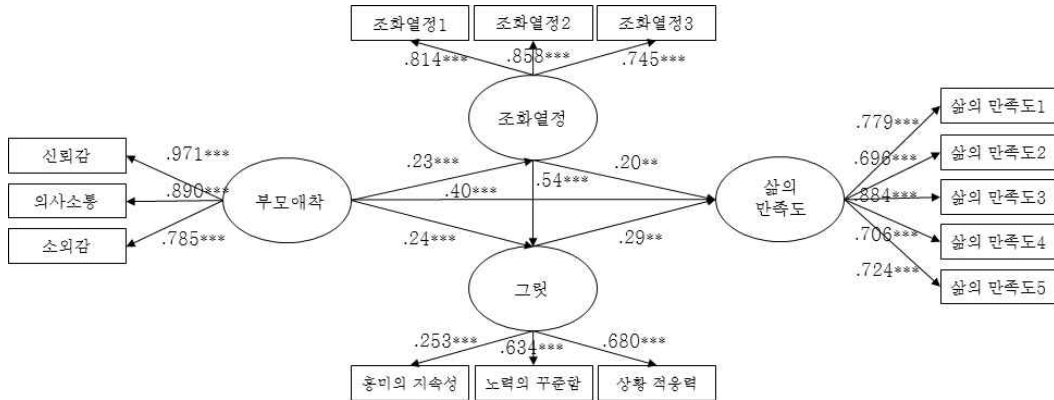 조화열정1 조화열정2 조화열정3
.814*** .858*** .745***
조화열정
삶의 만족도1
.779***
신뢰감 .971*** .23*** .20** .696*** 삶의 만족도2
의사소통 .890*** 부모애착 .40*** .54*** 삶의 .884*** 삶의 만족도3
만족도
소외감 .785*** .24*** .29** .706*** 삶의 만족도4
.724*** 삶의 만족도5
그릿
.253*** .634*** .680***
흥미의 지속성 노력의 꾸준함 상황 적응력